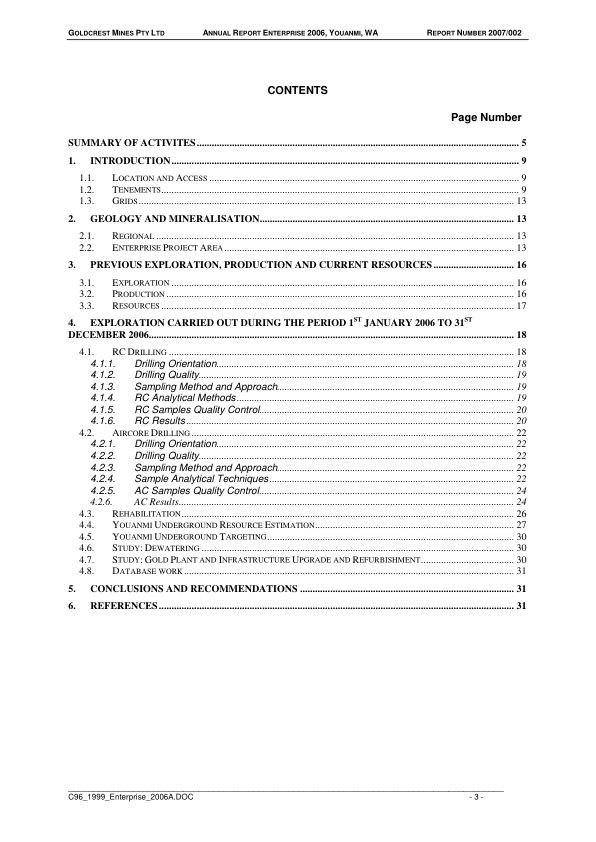 GOLDCREST MINES PTY LTD ANNUAL REPORT ENTERPRISE 2006, YOUANMI, WA REPORT NUMBER 2007/002
CONTENTS
Page Number
SUMMARY OF ACTIVITES 5
1. INTRODUCTION 9
1.1. LOCATION AND ACCESS 9
1.2. TENEMENTS 9
1.3. GRIDS 13
2. GEOLOGY AND MINERALISATION 13
2.1. REGIONAL 13
2.2. ENTERPRISE PROJECT AREA 13
3. PREVIOUS EXPLORATION, PRODUCTION AND CURRENT RESOURCES 16
3.1. EXPLORATION 16
3.2. PRODUCTION 16
3.3. RESOURCES 17
4. EXPLORATION CARRIED OUT DURING THE PERIOD 1ST JANUARY 2006 TO 31ST
DECEMBER 2006 18
4.1. RC DRILLING 18
4.1.1. Drilling Orientation 18
4.1.2. Drilling Quality 19
4.1.3. Sampling Method and Approach 19
4.1.4. RC Analytical Methods 19
4.1.5. RC Samples Quality Control 20
4.1.6. RC Results 20
4.2. AIRCORE DRILLING 22
4.2.1. Drilling Orientation 22
4.2.2. Drilling Quality 22
4.2.3. Sampling Method and Approach 22
4.2.4. Sample Analytical Techniques 22
4.2.5. AC Samples Quality Control 24
4.2.6. AC Results 24
4.3. REHABILITATION 26
4.4. YOUANMI UNDERGROUND RESOURCE ESTIMATION 27
4.5. YOUANMI UNDERGROUND TARGETING 30
4.6. STUDY: DEWATERING 30
4.7. STUDY: GOLD PLANT AND INFRASTRUCTURE UPGRADE AND REFURBISHMENT 30
4.8. DATABASE WORK 31
5. CONCLUSIONS AND RECOMMENDATIONS 31
6. REFERENCES 31
C96_1999_Enterprise_2006A.DOC - 3 -